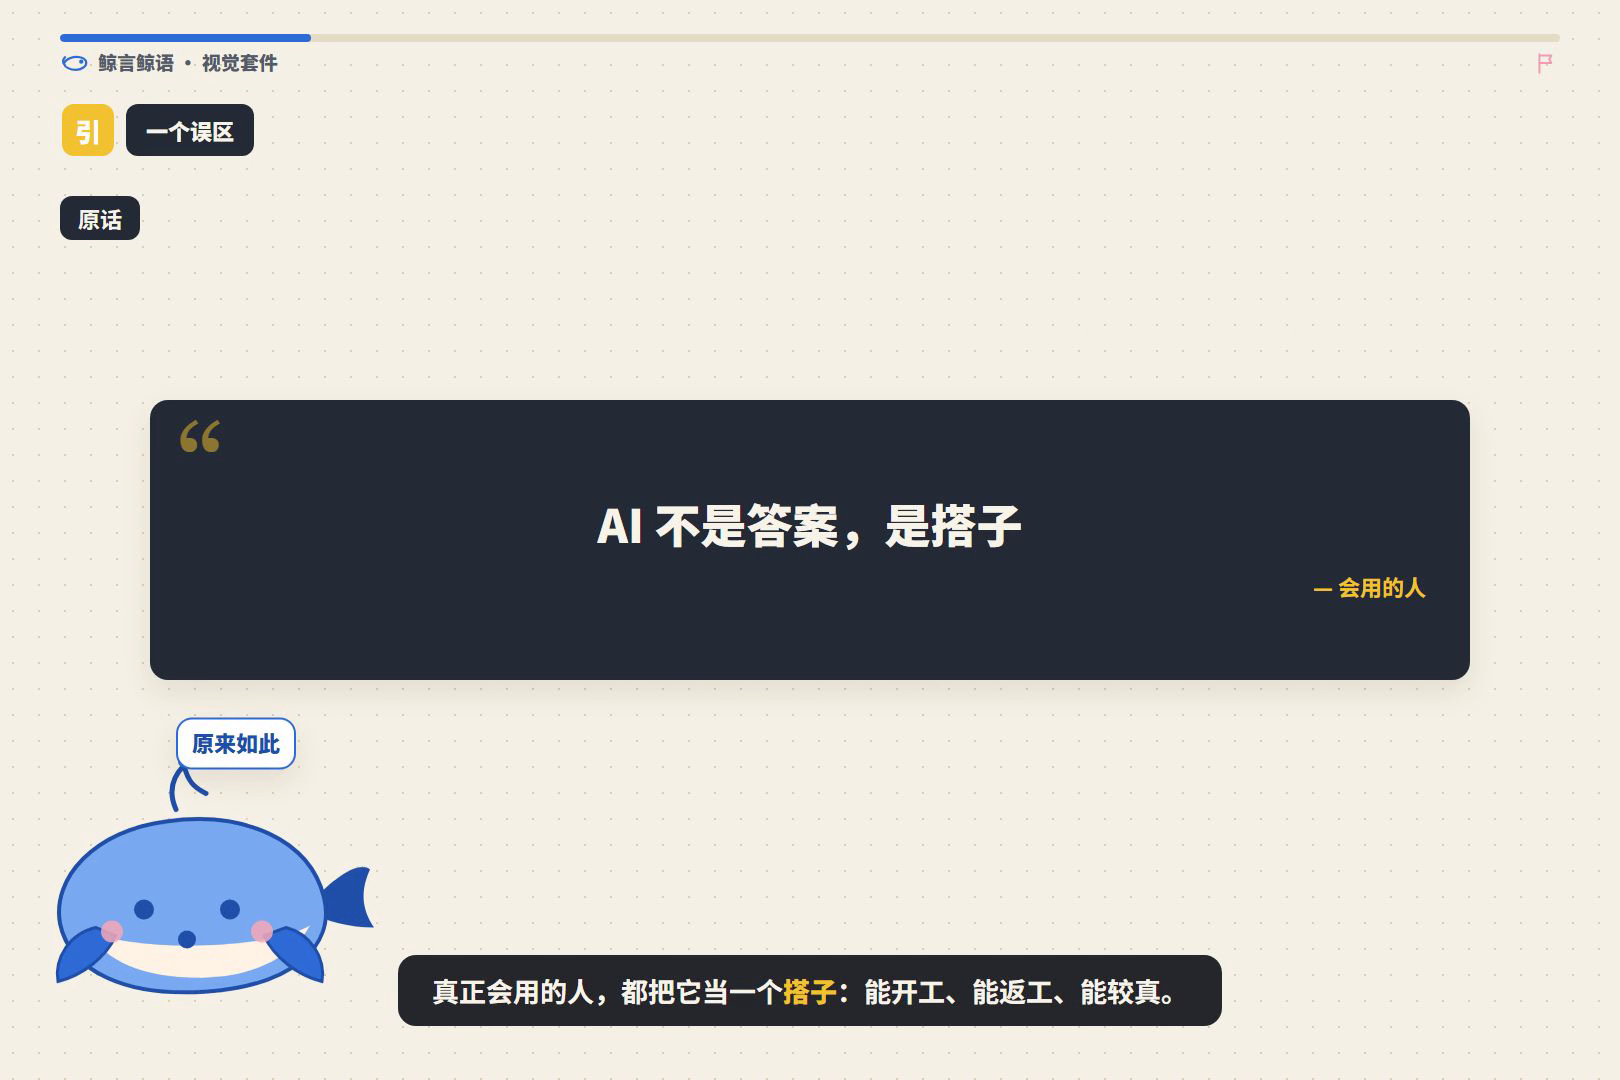 鲸言鲸语 • 视觉套件
引 一个误区
原话
“
AI 不是答案，是搭子
— 会用的人
原来如此
真正会用的人，都把它当一个搭子：能开工、能返工、能较真。